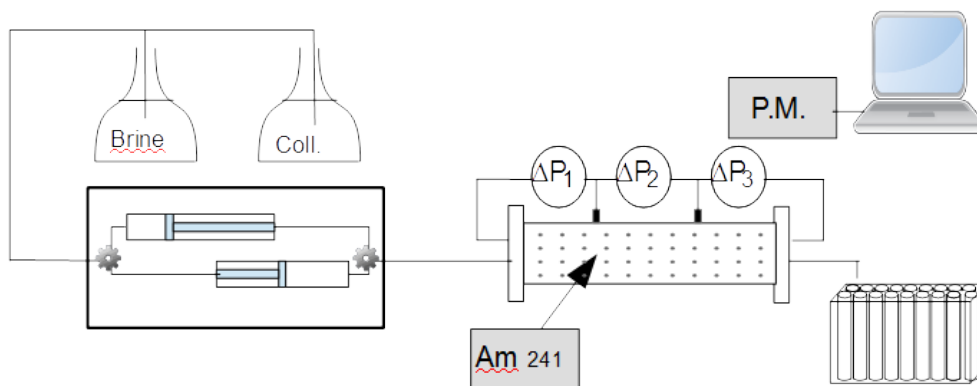 Brine
Coll.
P.M.
ΔP1
ΔP2
ΔP3
Am 241